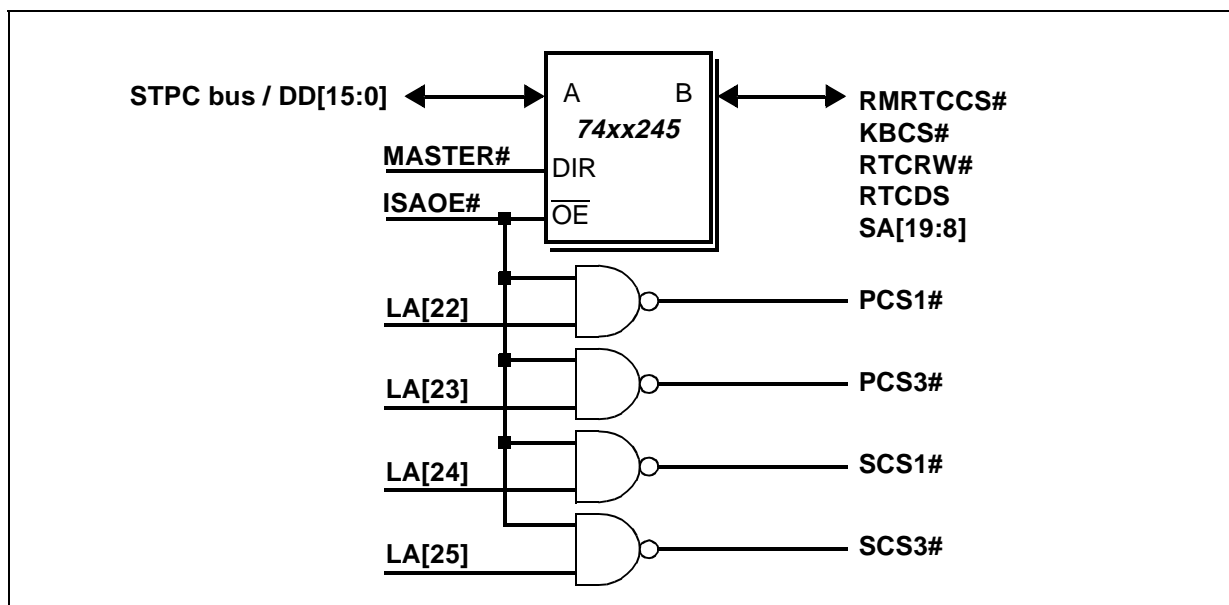 STPC bus / DD[15:0]
A
B
74xx245
RMRTCCS#
KBCS#
RTCRW#
RTCDS
SA[19:8]
MASTER#
DIR
ISAOE#
OE
LA[22]
PCS1#
LA[23]
PCS3#
LA[24]
SCS1#
LA[25]
SCS3#